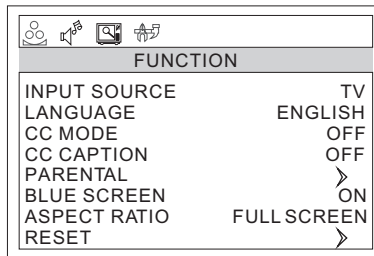 FUNCTION
INPUT SOURCE TV
LANGUAGE ENGLISH
CC MODE OFF
CC CAPTION OFF
PARENTAL
BLUE SCREEN ON
ASPECT RATIO FULL SCREEN
RESET